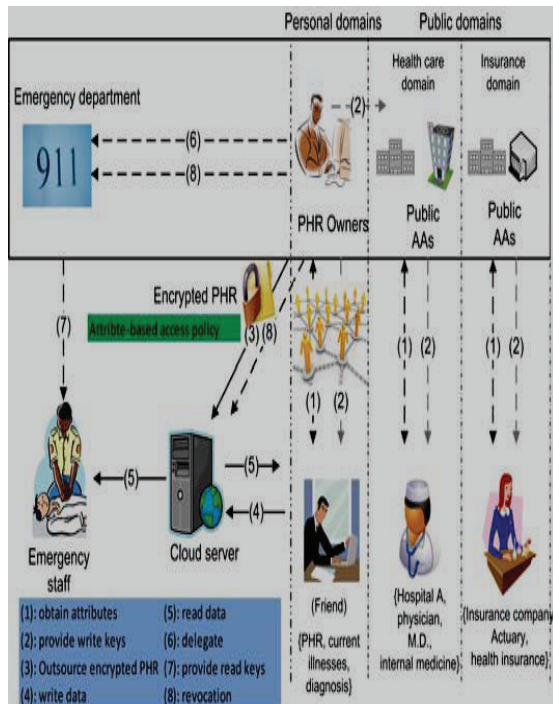 Personal domains Public domains
Health care domain
Insurance domain
Emergency department
911
(6)
(8)
(2)
PHR Owners
Public AAs
Public AAs
Encrypted PHR
Attribte-based access policy
(3) (8)
(7)
(1) (2)
(1) (2)
(1) (2)
(5)
(5)
(4)
Emergency staff
Cloud server
(Friend)
{PHR, current
illnesses,
diagnosis}
{Hospital A,
physician,
M.D.,
internal medicine}
{Insurance company,
Actuary,
health insurance}
(1): obtain attributes
(2): provide write keys
(3): Outsource encrypted PHR
(4): write data
(5): read data
(6): delegate
(7): provide read keys
(8): revocation